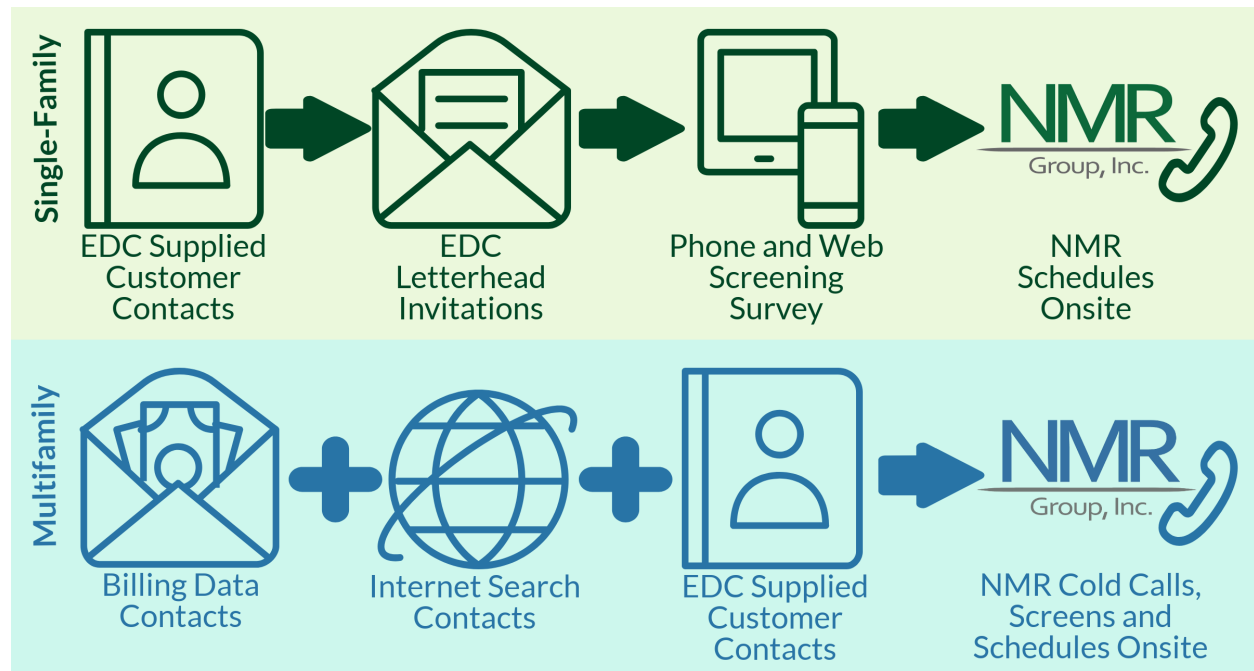 Single-Family
NMR
Group, Inc.
EDC Supplied
Customer
Contacts
EDC
Letterhead
Invitations
Phone and Web
Screening
Survey
NMR
Schedules
Onsite
Multifamily
NMR
Group, Inc.
Billing Data
Contacts
Internet Search
Contacts
EDC Supplied
Customer
Contacts
NMR Cold Calls,
Screens and
Schedules Onsite